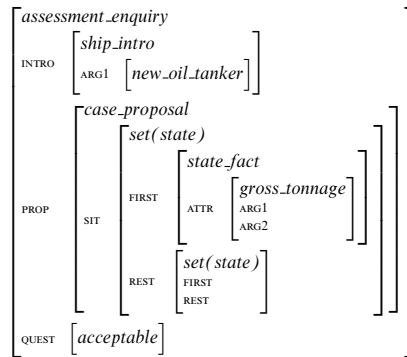 assessment_enquiry
ship_intro
INTRO
ARG1 [new_oil_tanker]
case_proposal
set(state)
state_fact
FIRST
gross_tonnage
ATTR ARG1
ARG2
PROP
SIT
set(state)
REST FIRST
REST
QUEST [acceptable]